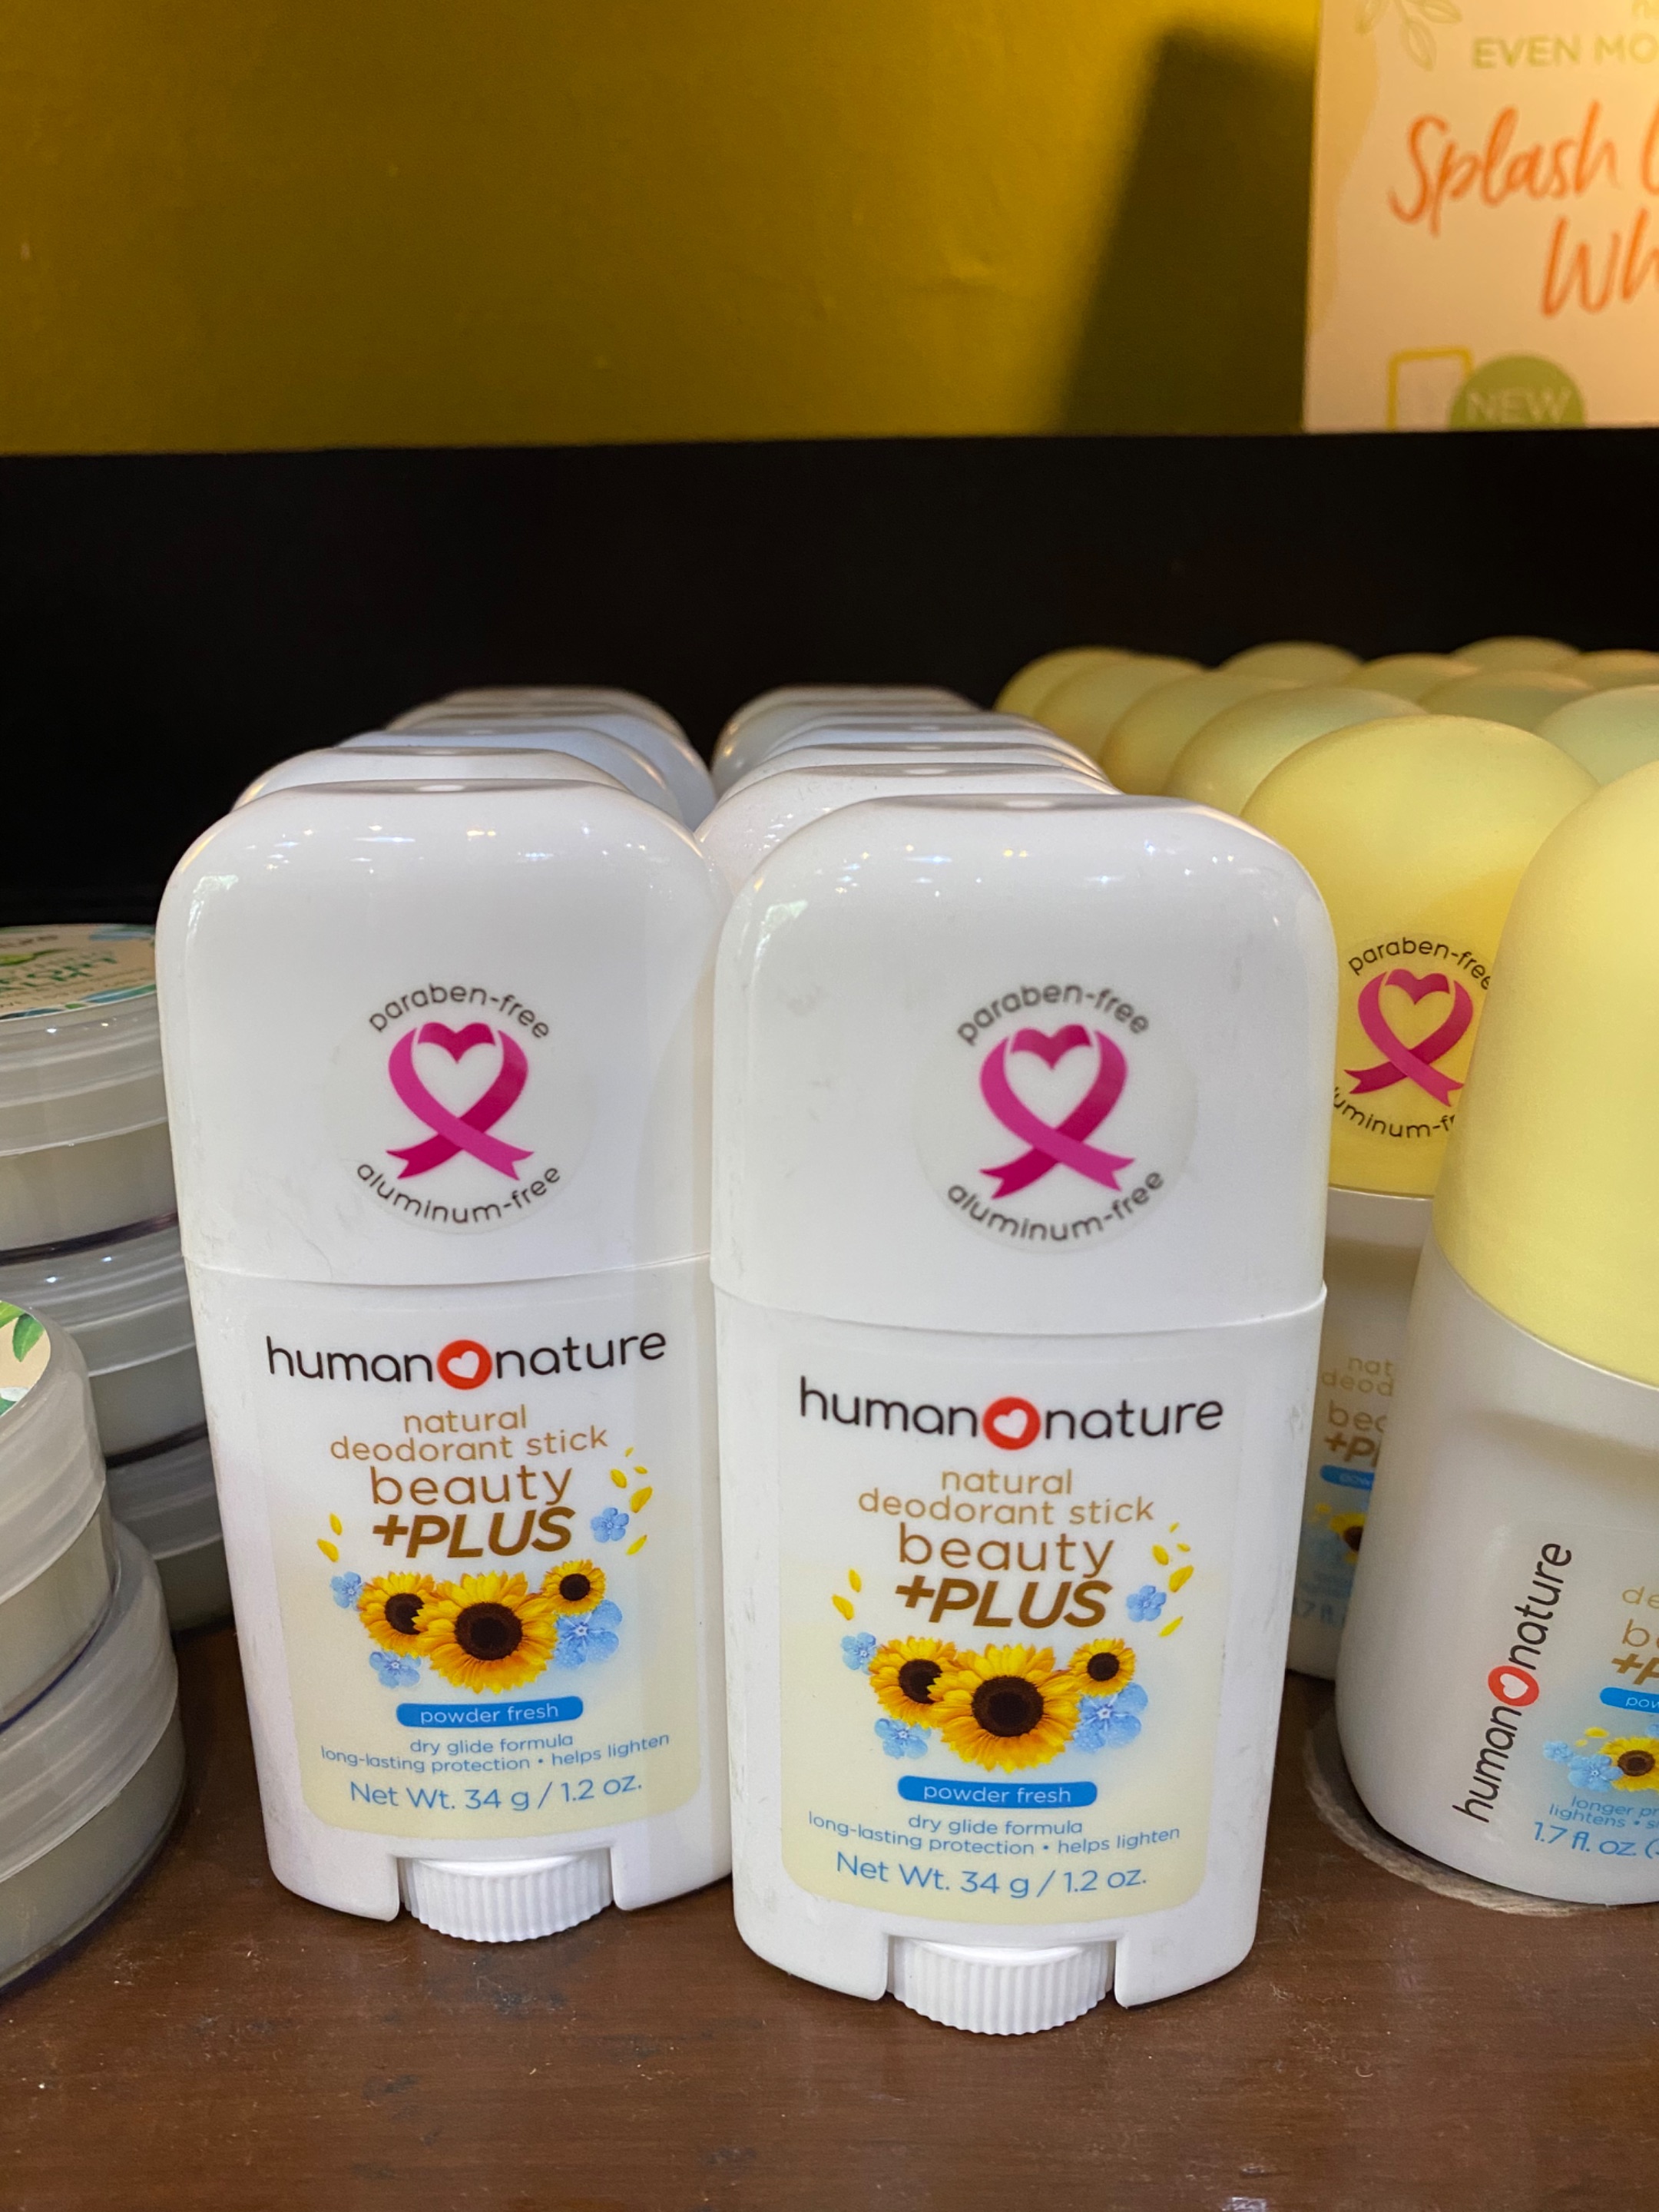 EVEN
Splash
NEW
paraben-free
aluminum-free
human nature
natural
deodorant stick
beauty
+PLUS
powder fresh
dry glide formula
long-lasting protection • helps lighten
Net Wt. 34 g / 1.2 oz.
paraben-free
aluminum-free
human nature
natural
deodorant stick
beauty
+PLUS
powder fresh
dry glide formula
long-lasting protection • helps lighten
Net Wt. 34 g / 1.2 oz.
paraben-free
human nature
longer
lightens •
1.7 fl. oz.